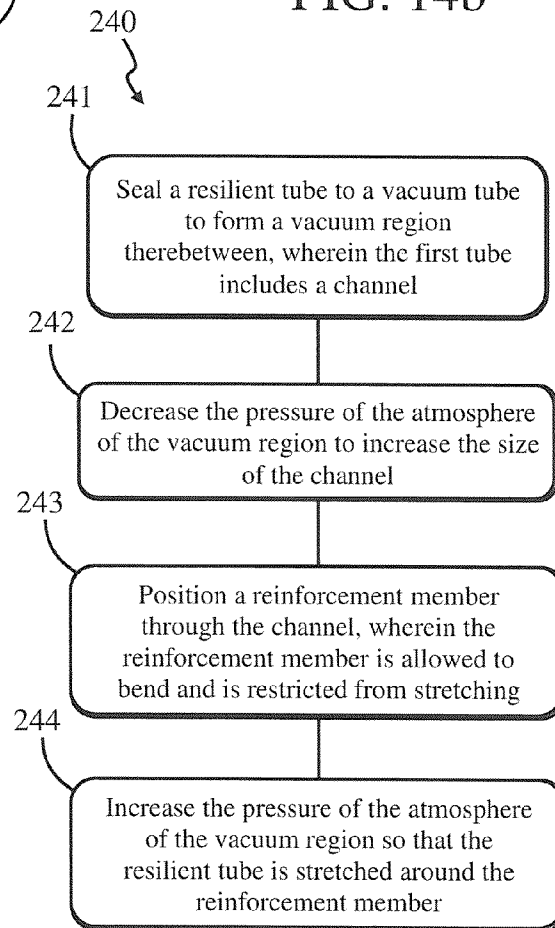 FIG. 14b
240
241
Seal a resilient tube to a vacuum tube
to form a vacuum region
therebetween, wherein the first tube
includes a channel
242
Decrease the pressure of the atmosphere
of the vacuum region to increase the size
of the channel
243
Position a reinforcement member
through the channel, wherein the
reinforcement member is allowed to
bend and is restricted from stretching
244
Increase the pressure of the atmosphere
of the vacuum region so that the
resilient tube is stretched around the
reinforcement member